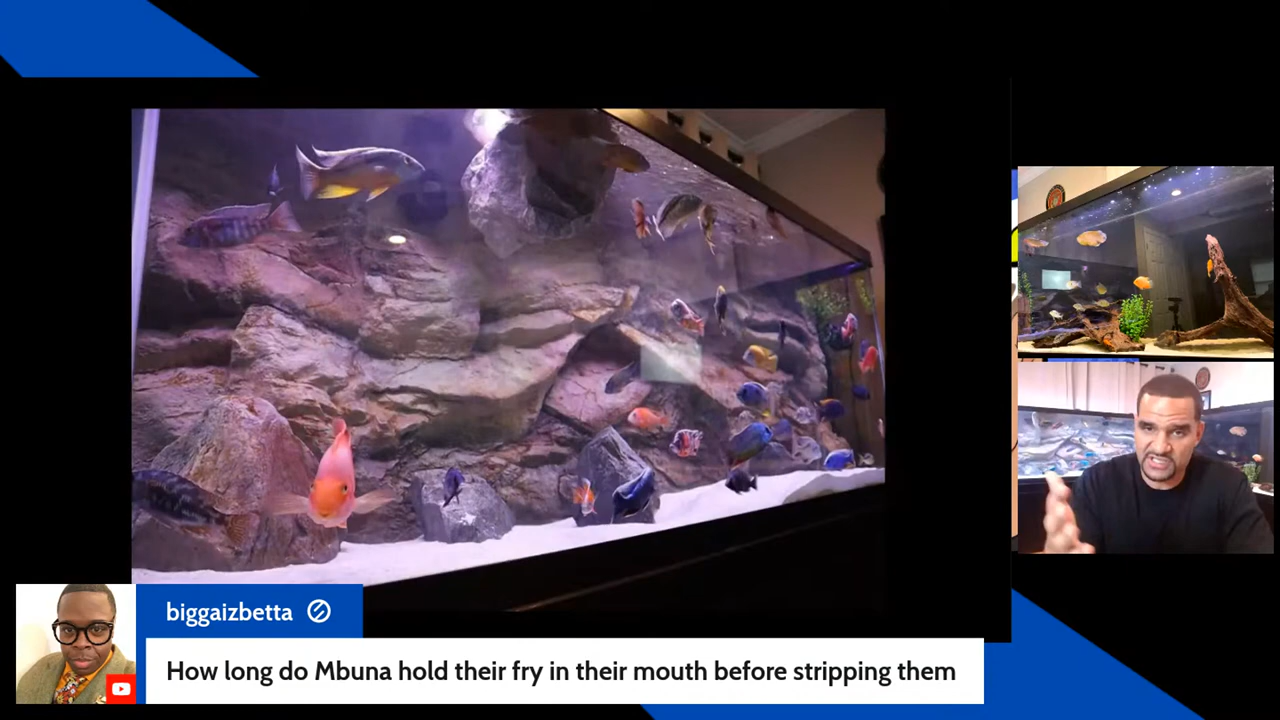 biggaizbetta
How long do Mbuna hold their fry in their mouth before stripping them